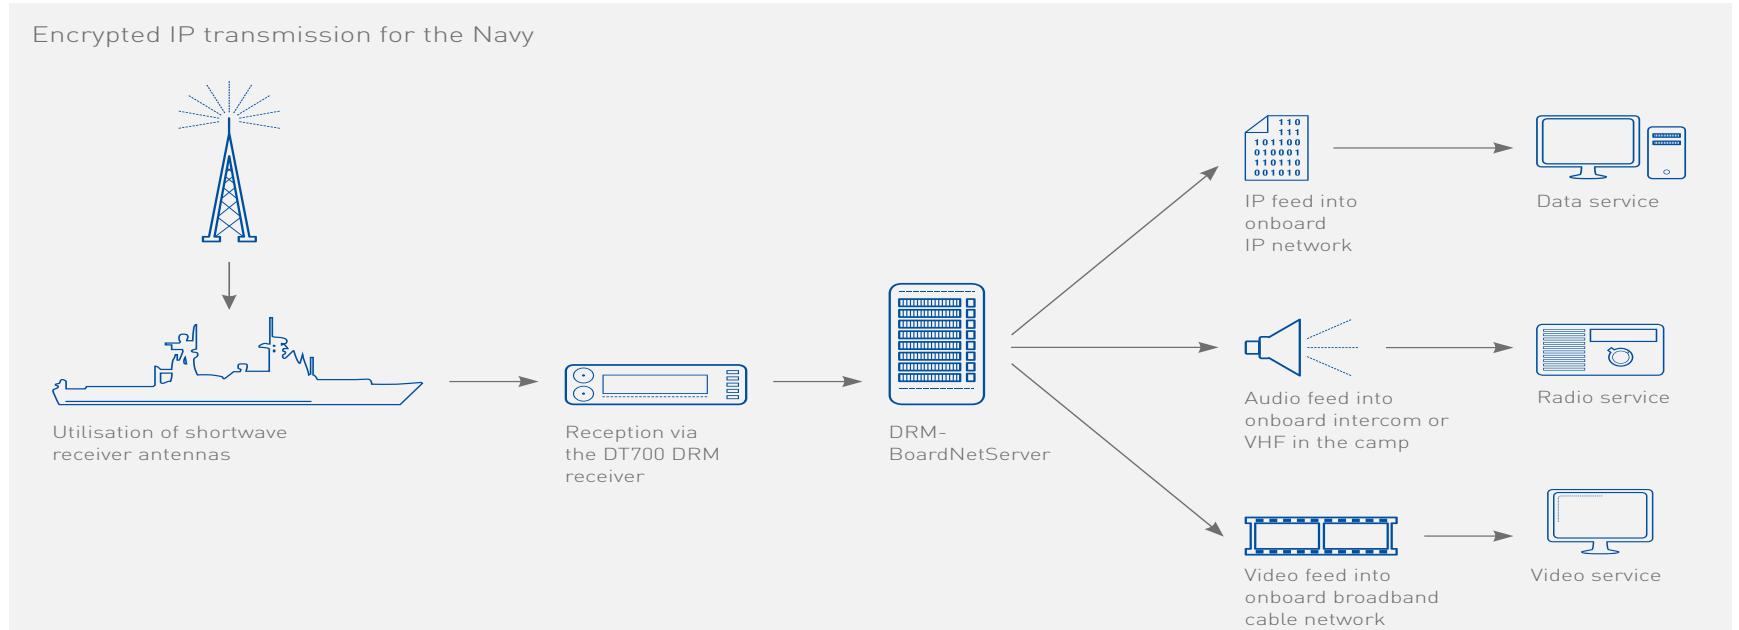 Encrypted IP transmission for the Navy
Utilisation of shortwave
receiver antennas
Reception via
the DT700 DRM
receiver
DRM-
BoardNetServer
110
111
101100
010001
110110
001010
IP feed into
onboard
IP network
Data service
Audio feed into
onboard intercom or
VHF in the camp
Radio service
Video feed into
onboard broadband
cable network
Video service